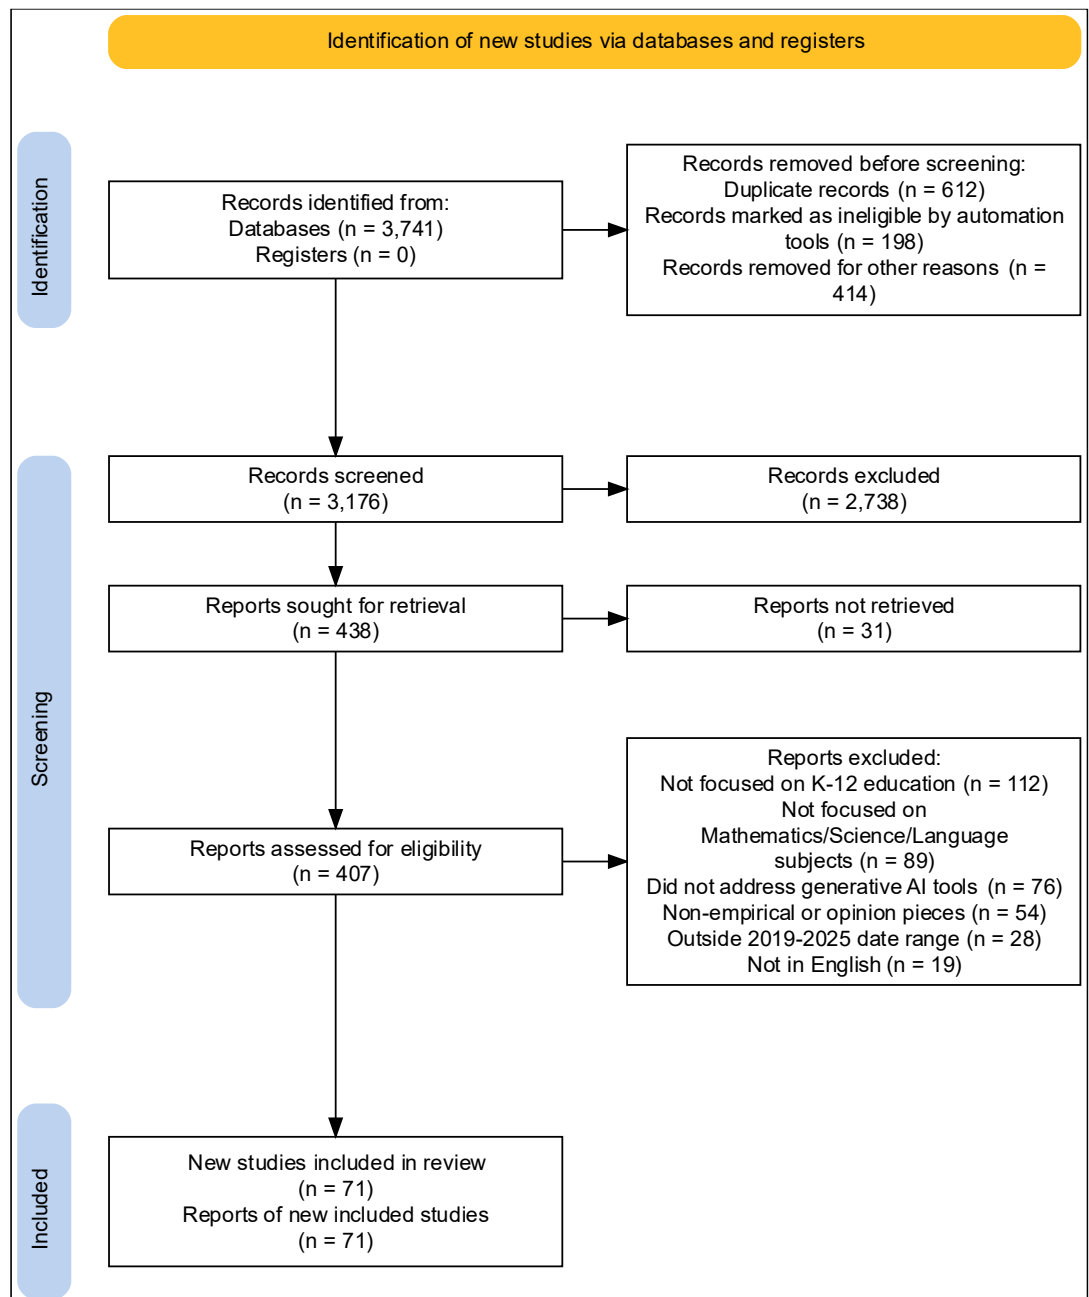 Identification of new studies via databases and registers
Identification
Records identified from:
Databases (n = 3,741)
Registers (n = 0)
Records removed before screening:
Duplicate records (n = 612)
Records marked as ineligible by automation
tools (n = 198)
Records removed for other reasons (n =
414)
Screening
Records screened
(n = 3,176)
Records excluded
(n = 2,738)
Reports sought for retrieval
(n = 438)
Reports not retrieved
(n = 31)
Reports assessed for eligibility
(n = 407)
Reports excluded:
Not focused on K-12 education (n = 112)
Not focused on
Mathematics/Science/Language
subjects (n = 89)
Did not address generative AI tools (n = 76)
Non-empirical or opinion pieces (n = 54)
Outside 2019-2025 date range (n = 28)
Not in English (n = 19)
Included
New studies included in review
(n = 71)
Reports of new included studies
(n = 71)